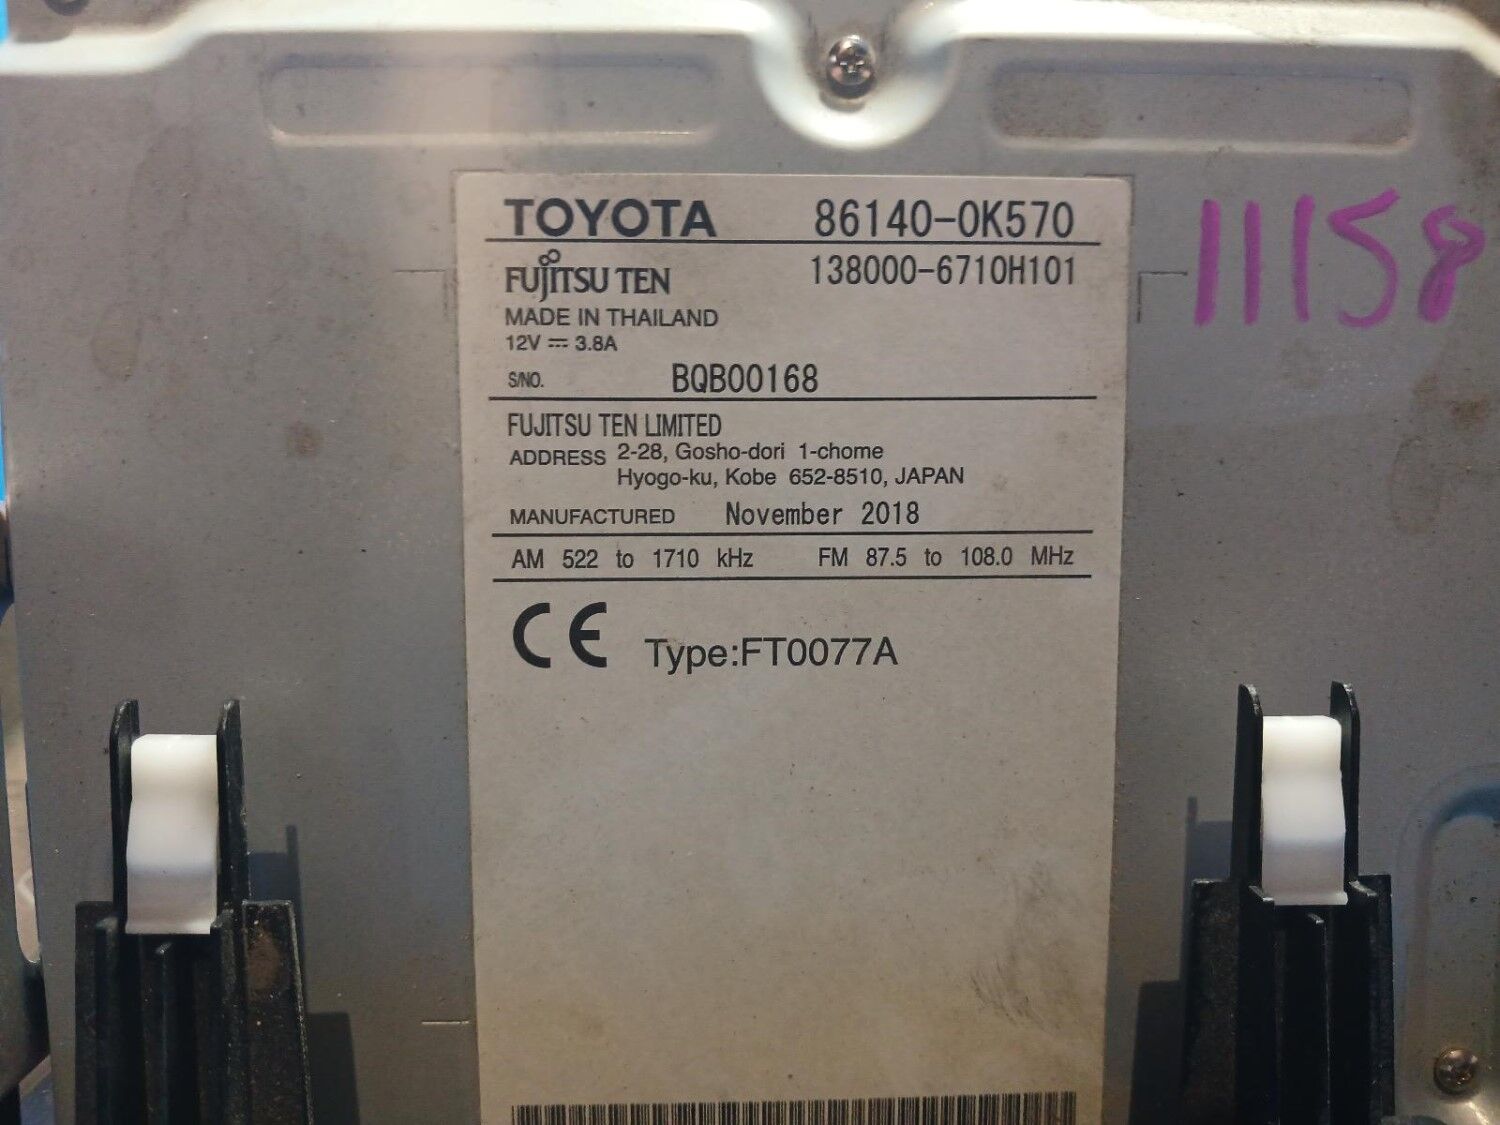 TOYOTA 86140-0K570
11158
FUJITSU TEN 138000-6710H101
MADE IN THAILAND
12V ⎓ 3.8A
S/NO. BQB00168
FUJITSU TEN LIMITED
ADDRESS 2-28, Gosho-dori 1-chome
Hyogo-ku, Kobe 652-8510, JAPAN
MANUFACTURED November 2018
AM 522 to 1710 kHz FM 87.5 to 108.0 MHz
CE Type:FT0077A